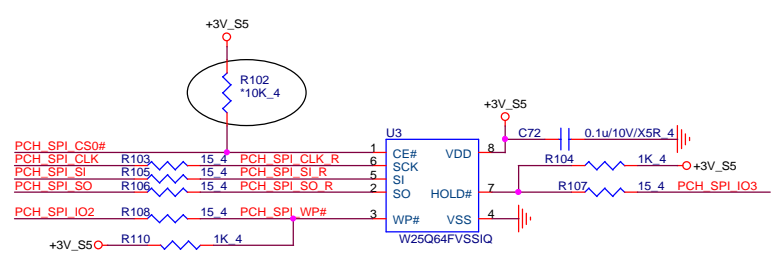 +3V_S5
R102
*10K_4
+3V_S5
U3
C72 0.1u/10V/X5R_4
PCH_SPI_CS0# 1 CE# VDD 8
PCH_SPI_CLK R103 15_4 PCH_SPI_CLK_R 6 SCK R104 1K_4 +3V_S5
PCH_SPI_SI R105 15_4 PCH_SPI_SI_R 5 SI
PCH_SPI_SO R106 15_4 PCH_SPI_SO_R 2 SO HOLD# 7 R107 15_4 PCH_SPI_IO3
PCH_SPI_IO2 R108 15_4 PCH_SPI_WP# 3 WP# VSS 4
+3V_S5 R110 1K_4 W25Q64FVSSIQ